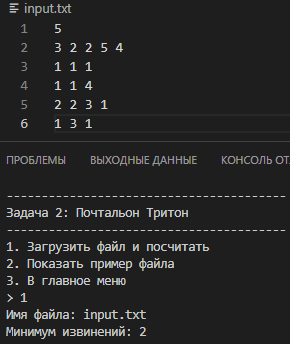 input.txt
1 5
2 3 2 2 5 4
3 1 1 1
4 1 1 4
5 2 2 3 1
6 1 3 1
ПРОБЛЕМЫ ВЫХОДНЫЕ ДАННЫЕ КОНСОЛЬ ОТ
----------------------------------------
Задача 2: Почтальон Тритон
----------------------------------------
1. Загрузить файл и посчитать
2. Показать пример файла
3. В главное меню
> 1
Имя файла: input.txt
Минимум извинений: 2